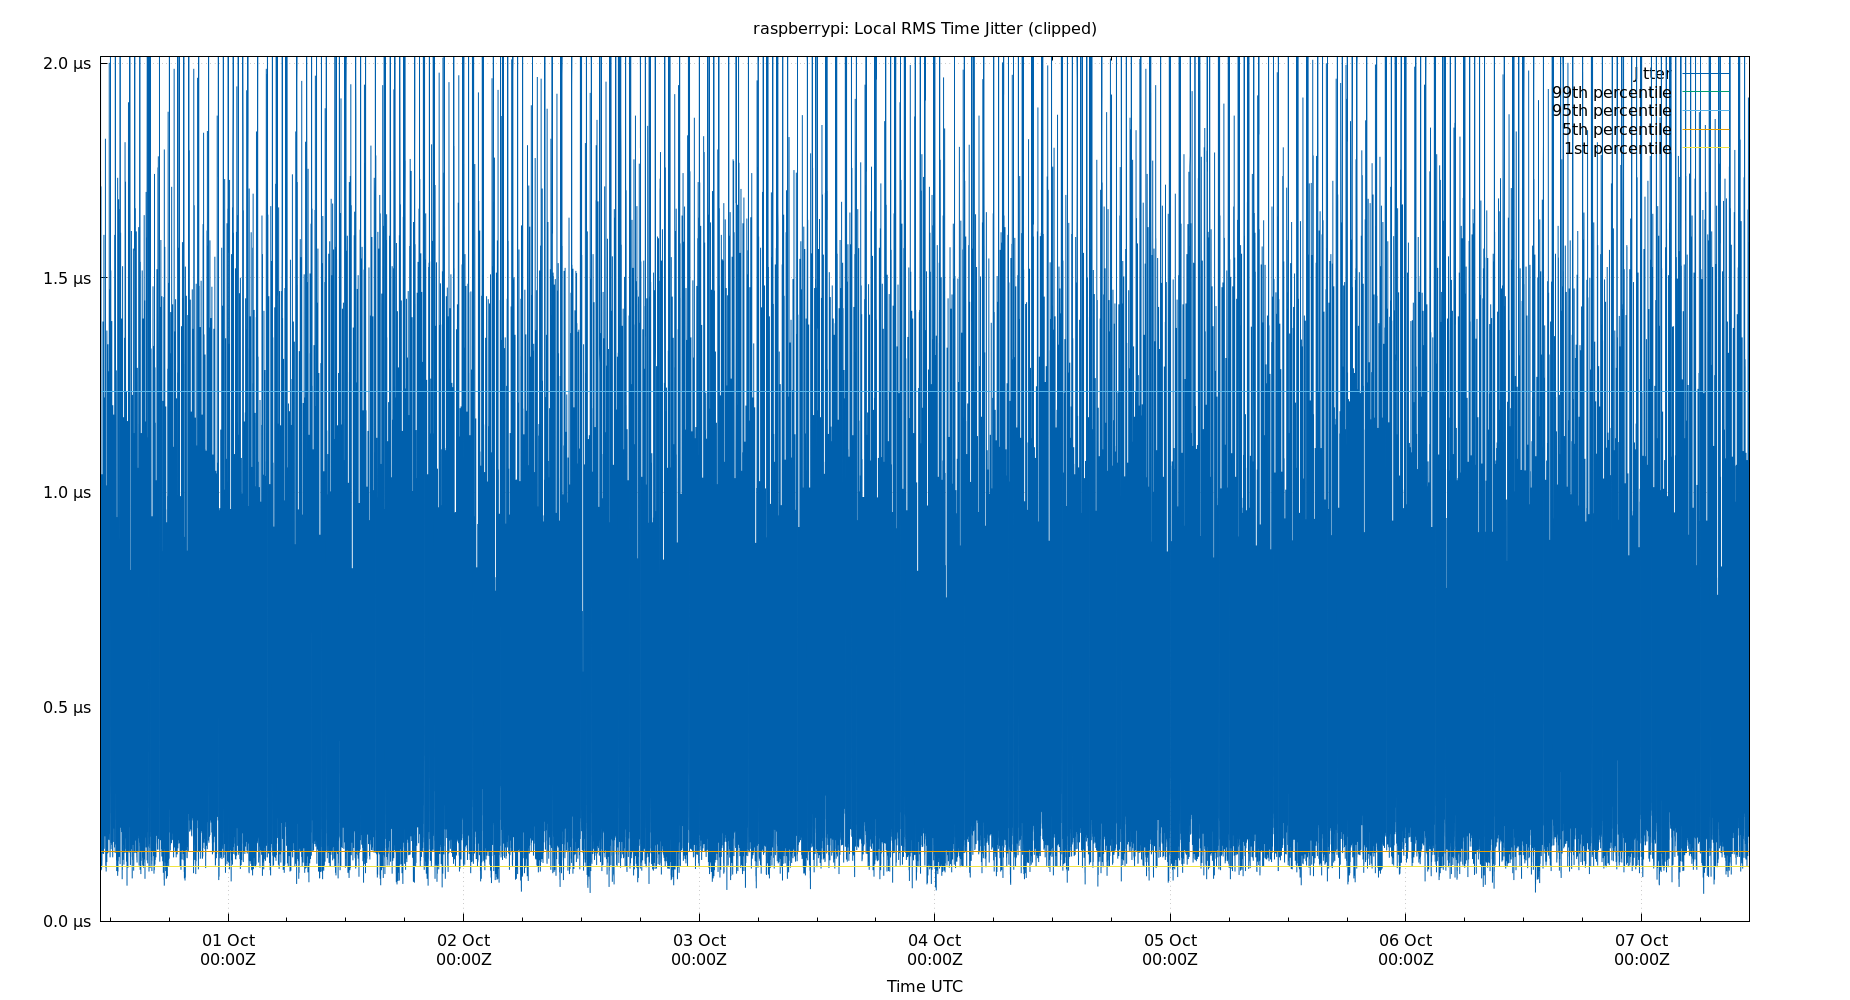 raspberrypi: Local RMS Time Jitter (clipped)
2.0 µs
1.5 µs
1.0 µs
0.5 µs
0.0 µs
jitter
99th percentile
95th percentile
5th percentile
1st percentile
01 Oct
00:00Z
02 Oct
00:00Z
03 Oct
00:00Z
04 Oct
00:00Z
05 Oct
00:00Z
06 Oct
00:00Z
07 Oct
00:00Z
Time UTC